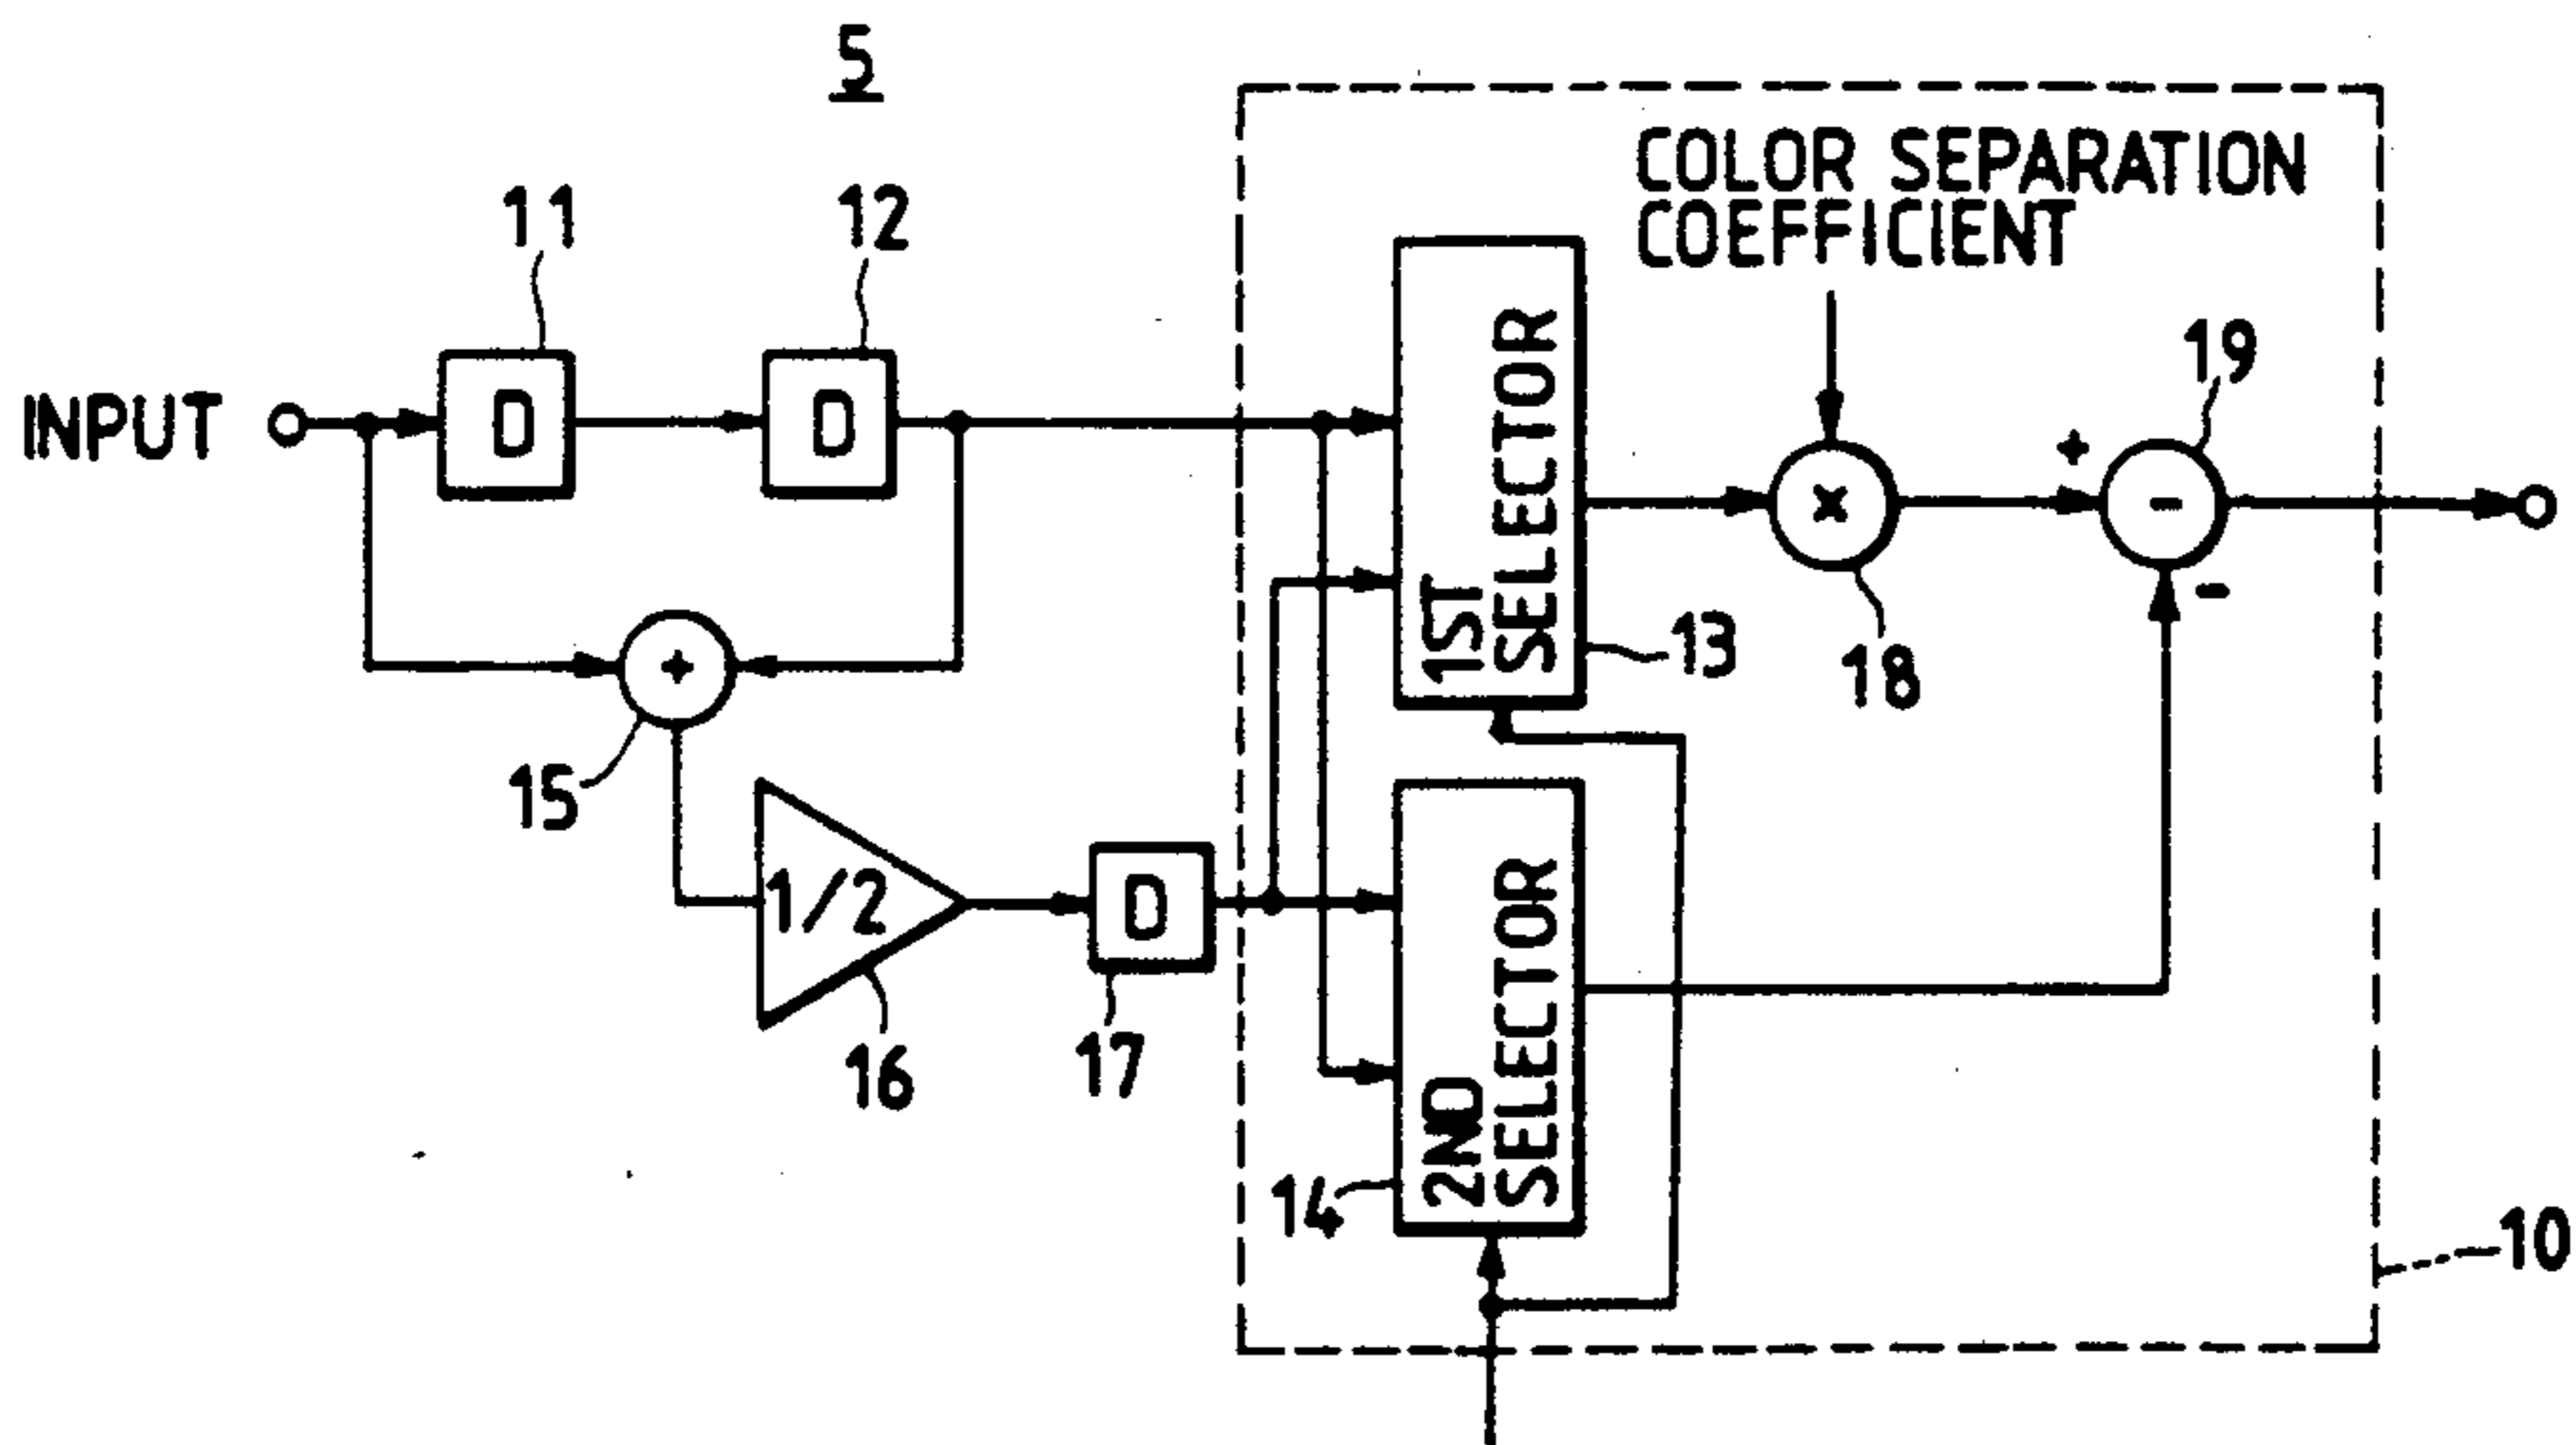 5
COLOR SEPARATION
COEFFICIENT
11
12
19
INPUT
D
D
1ST
SELECTOR
×
+
-
-
+
13
18
15
1/2
D
16
17
2ND
SELECTOR
14
10